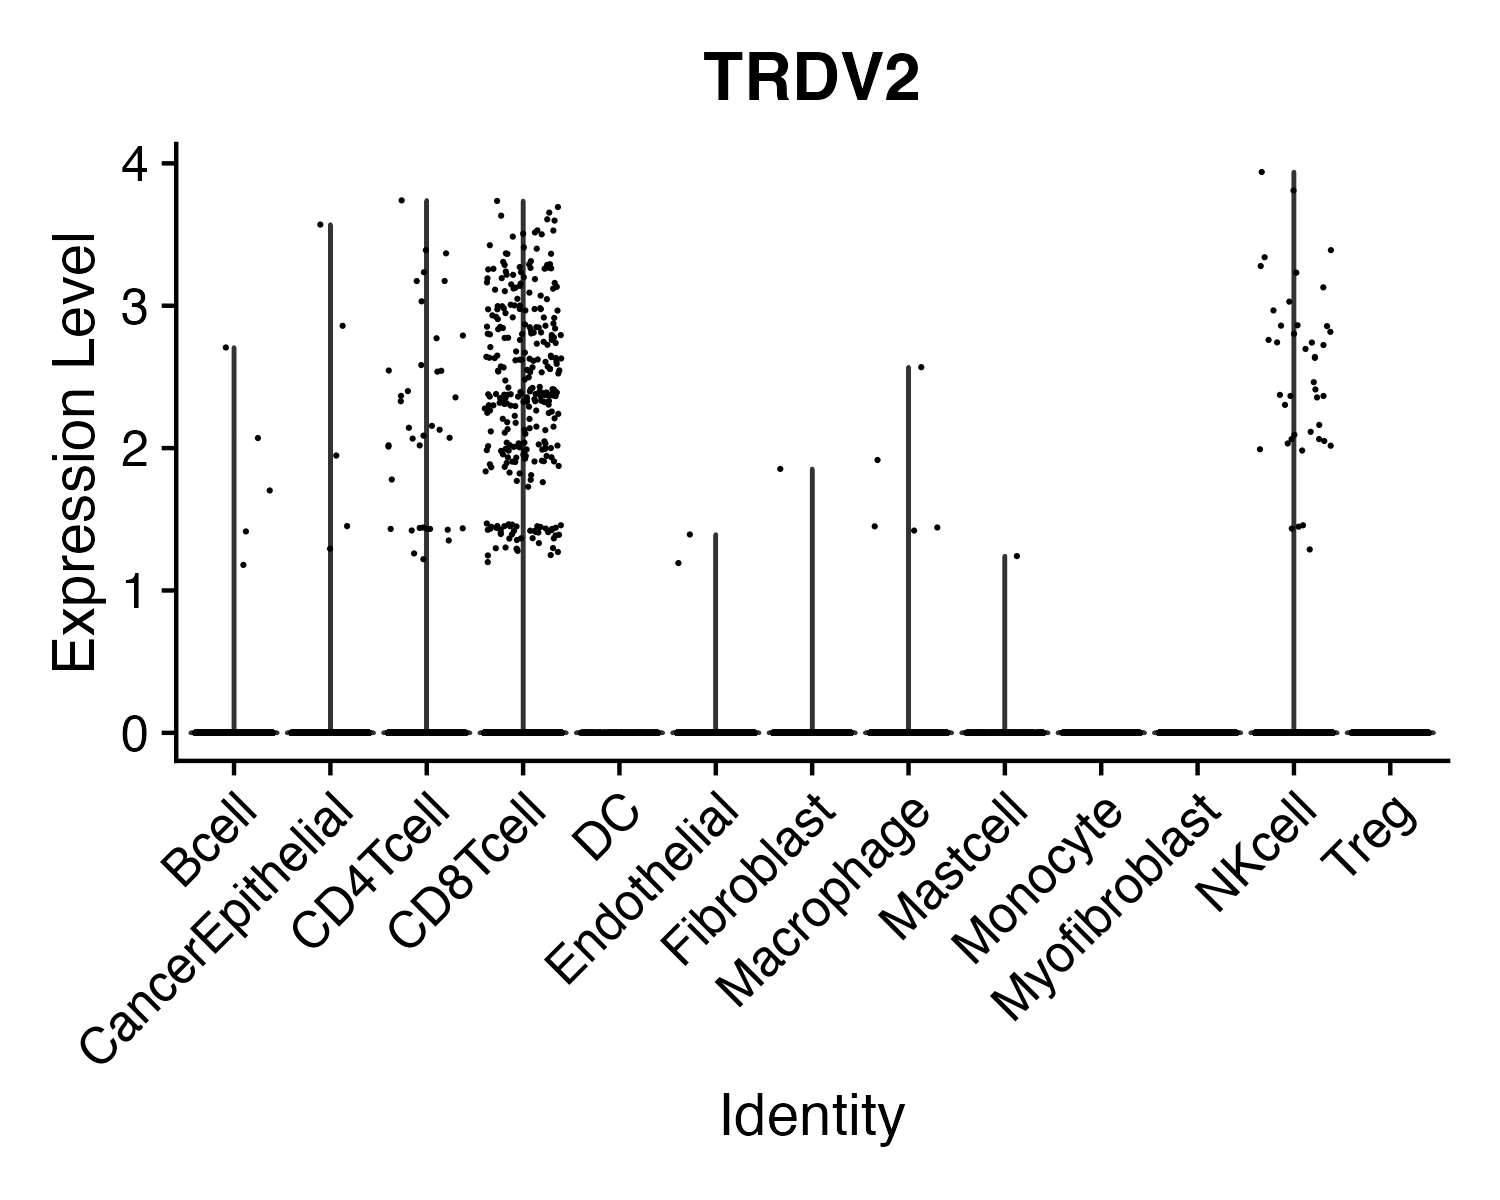 TRDV2
Expression Level
4
3
2
1
0
Bcell
CancerEpithelial
CD4Tcell
CD8Tcell
DC
Endothelial
Fibroblast
Macrophage
Mastcell
Monocyte
Myofibroblast
NKcell
Treg
Identity